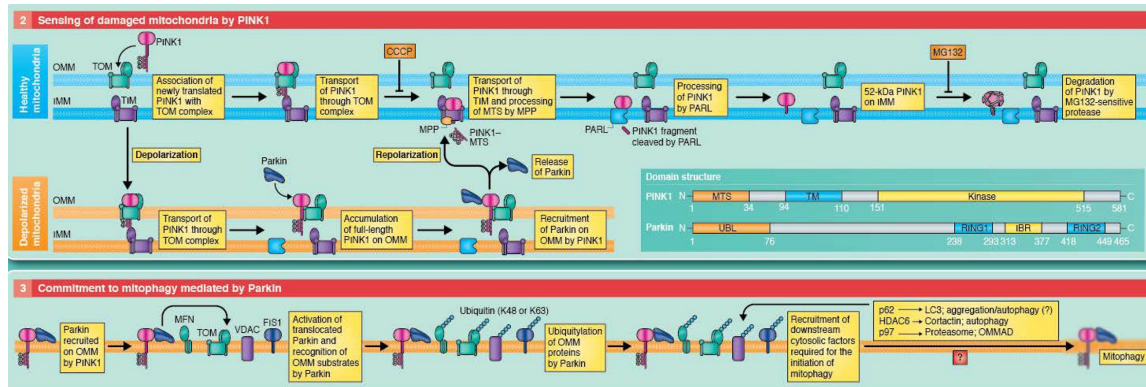 2 Sensing of damaged mitochondria by PINK1
Healthy
mitochondria
OMM
IMM
TOM
PINK1
TIM
Association of
newly translated
PINK1 with
TOM complex
Transport
of PINK1
through TOM
complex
CCCP
Transport of PINK1
through TIM and
processing of
MTS by MPP
MPP
PINK1–
MTS
Processing
of PINK1
by PARL
PARL
PINK1 fragment
cleaved by PARL
52-kDa PINK1
on IMM
MG132
Degradation
of PINK1 by
MG132-sensitive
protease
Depolarization
Repolarization
Release
of Parkin
Parkin
Depolarized
mitochondria
OMM
IMM
Transport of
PINK1 through
TOM complex
Accumulation
of full-length
PINK1 on OMM
Recruitment
of Parkin on
OMM by PINK1
Domain structure
PINK1 N MTS TM Kinase C
1 34 94 110 151 515 581
Parkin N UBL RING1 IBR RING2 C
1 76 238 293 313 377 418 449 465
3 Commitment to mitophagy mediated by Parkin
Parkin
recruited
on OMM
by PINK1
MFN
TOM
VDAC
FIS1
Activation of
translocated
Parkin and
recognition of
OMM substrates
by Parkin
Ubiquitin (K48 or K63)
Ubiquitylation
of OMM
proteins
by Parkin
Recruitment of
downstream
cytosolic factors
required for the
initiation of
mitophagy
p62 → LC3; aggregation/autophagy (?)
HDAC6 → Cortactin; autophagy
p97 → Proteasome; OMMAD
?
Mitophagy